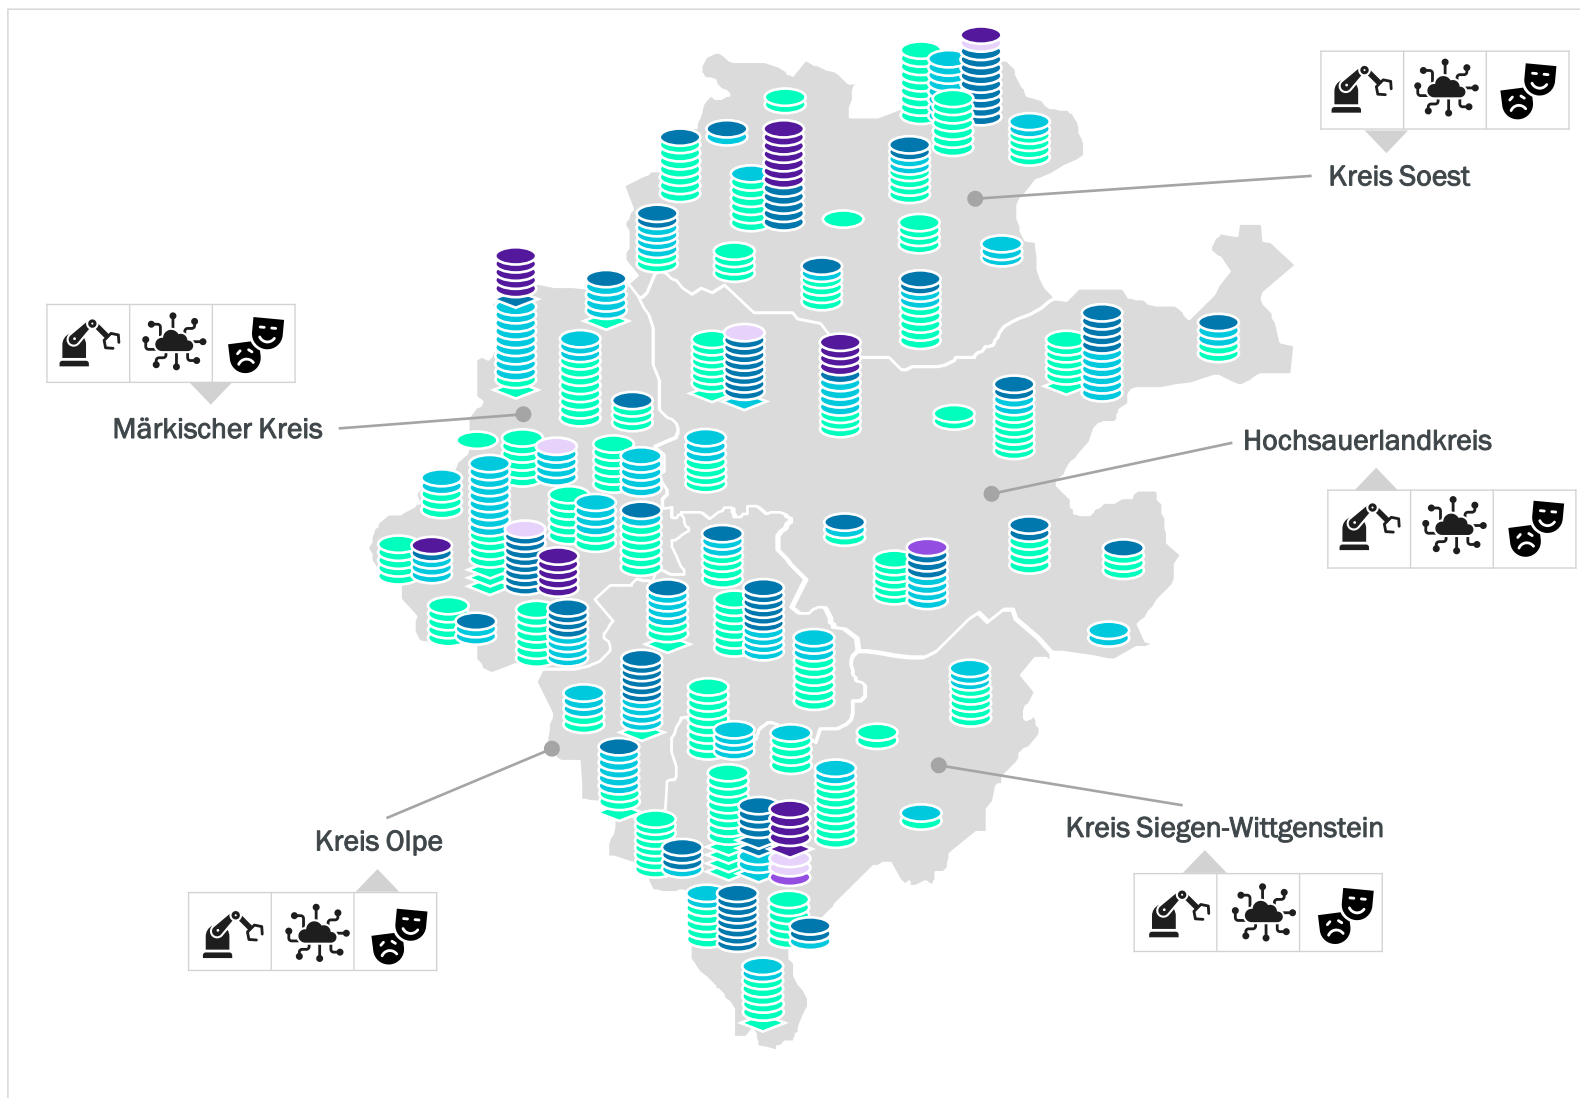 Kreis Soest
Märkischer Kreis
Hochsauerlandkreis
Kreis Olpe
Kreis Siegen-Wittgenstein